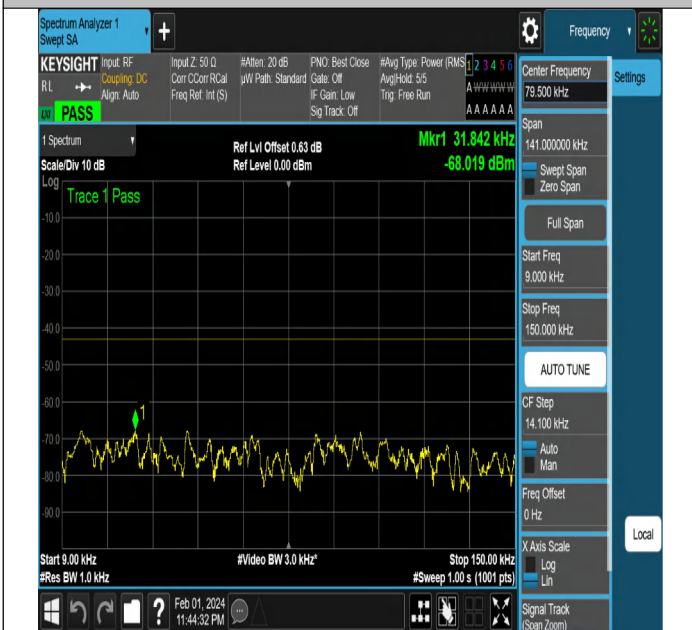 Spectrum Analyzer 1
Swept SA
+
Frequency
KEYSIGHT
RL
PASS
Input: RF
Coupling: DC
Align: Auto
Input Z: 50 Ω
Corr CCorr RCal
Freq Ref: Int (S)
#Atten: 20 dB
µW Path: Standard
PNO: Best Close
Gate: Off
IF Gain: Low
Sig Track: Off
#Avg Type: Power (RMS
Avg|Hold: 5/5
Trig: Free Run
1 2 3 4 5 6
A W W W W W
A A A A A A
1 Spectrum
Scale/Div 10 dB
Ref Lvl Offset 0.63 dB
Ref Level 0.00 dBm
Mkr1 31.842 kHz
-68.019 dBm
Log
Trace 1 Pass
-10.0
-20.0
-30.0
-40.0
-50.0
-60.0
-70.0
-80.0
-90.0
1
Start 9.00 kHz
#Res BW 1.0 kHz
#Video BW 3.0 kHz*
Stop 150.00 kHz
#Sweep 1.00 s (1001 pts)
?
Feb 01, 2024
11:44:32 PM
Center Frequency
79.500 kHz
Settings
Span
141.000000 kHz
Swept Span
Zero Span
Full Span
Start Freq
9.000 kHz
Stop Freq
150.000 kHz
AUTO TUNE
CF Step
14.100 kHz
Auto
Man
Freq Offset
0 Hz
X Axis Scale
Log
Lin
Local
Signal Track
(Span Zoom)